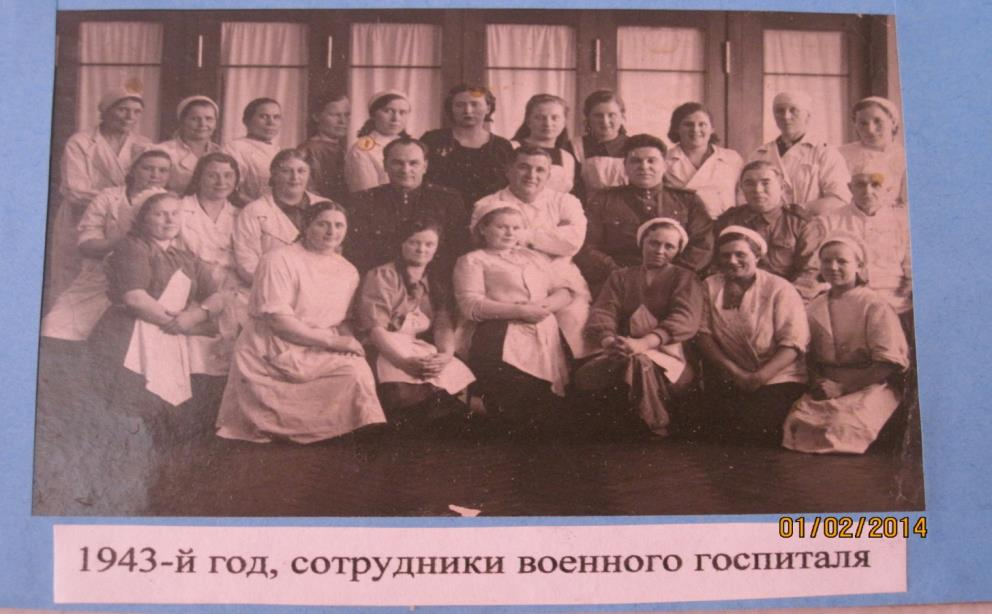 01/02/2014
1943-й год, сотрудники военного госпиталя